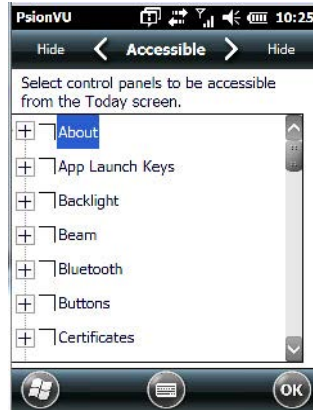 PsionVU 10:25
Hide Accessible Hide
Select control panels to be accessible
from the Today screen.
About
App Launch Keys
Backlight
Beam
Bluetooth
Buttons
Certificates
OK